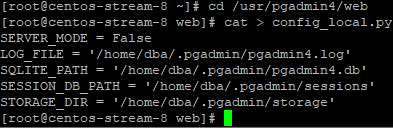 [root@centos-stream-8 ~]# cd /usr/pgadmin4/web
[root@centos-stream-8 web]# cat > config_local.py
SERVER_MODE = False
LOG_FILE = '/home/dba/.pgadmin/pgadmin4.log'
SQLITE_PATH = '/home/dba/.pgadmin/pgadmin4.db'
SESSION_DB_PATH = '/home/dba/.pgadmin/sessions'
STORAGE_DIR = '/home/dba/.pgadmin/storage'
[root@centos-stream-8 web]#